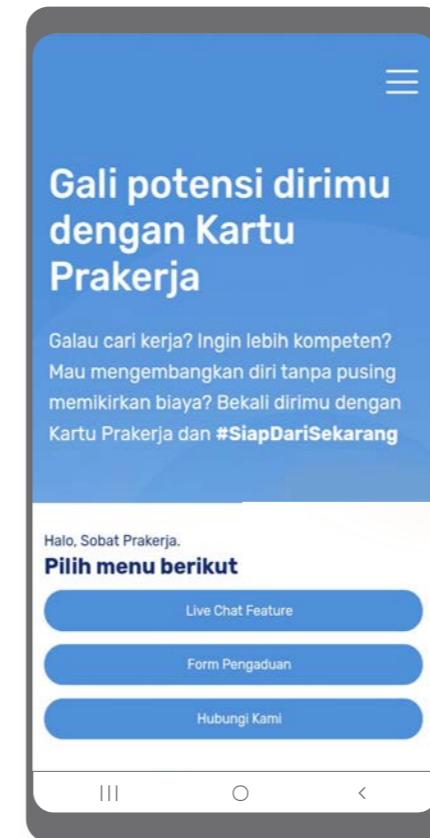 Gali potensi dirimu
dengan Kartu
Prakerja
Galau cari kerja? Ingin lebih kompeten?
Mau mengembangkan diri tanpa pusing
memikirkan biaya? Bekali dirimu dengan
Kartu Prakerja dan #SiapDariSekarang
Halo, Sobat Prakerja.
Pilih menu berikut
Live Chat Feature
Form Pengaduan
Hubungi Kami